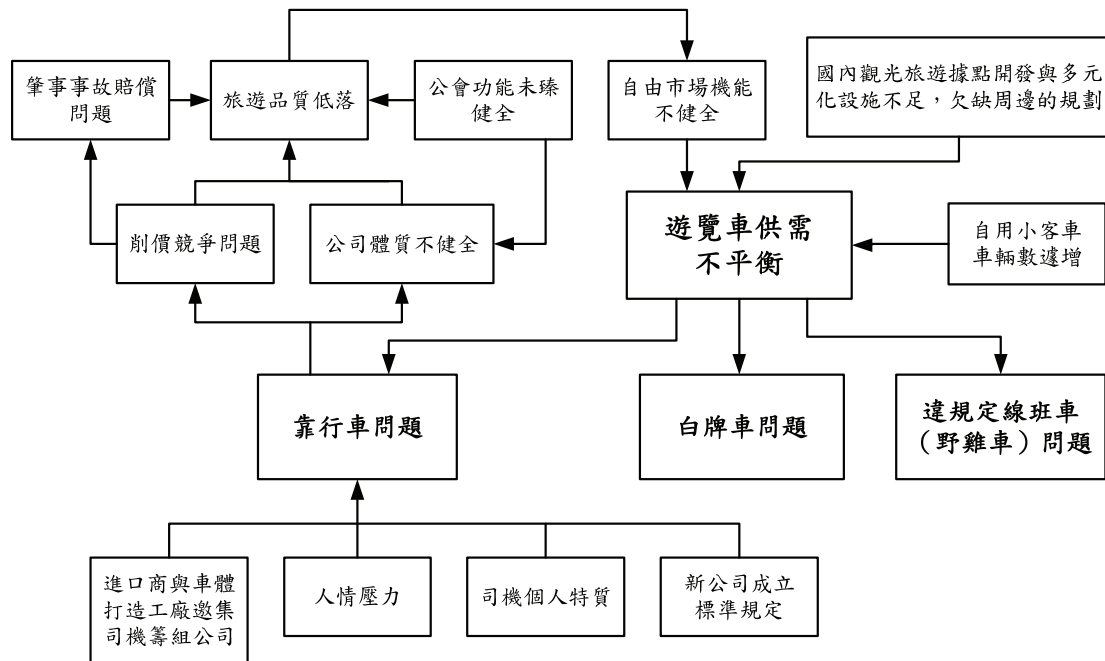 肇事事故賠償
問題
旅遊品質低落
公會功能未臻
健全
自由市場機能
不健全
國內觀光旅遊據點開發與多元
化設施不足，欠缺周邊的規劃
削價競爭問題
公司體質不健全
遊覽車供需
不平衡
自用小客車
車輛數遽增
靠行車問題
白牌車問題
違規定線班車
（野雞車）問題
進口商與車體
打造工廠邀集
司機籌組公司
人情壓力
司機個人特質
新公司成立
標準規定